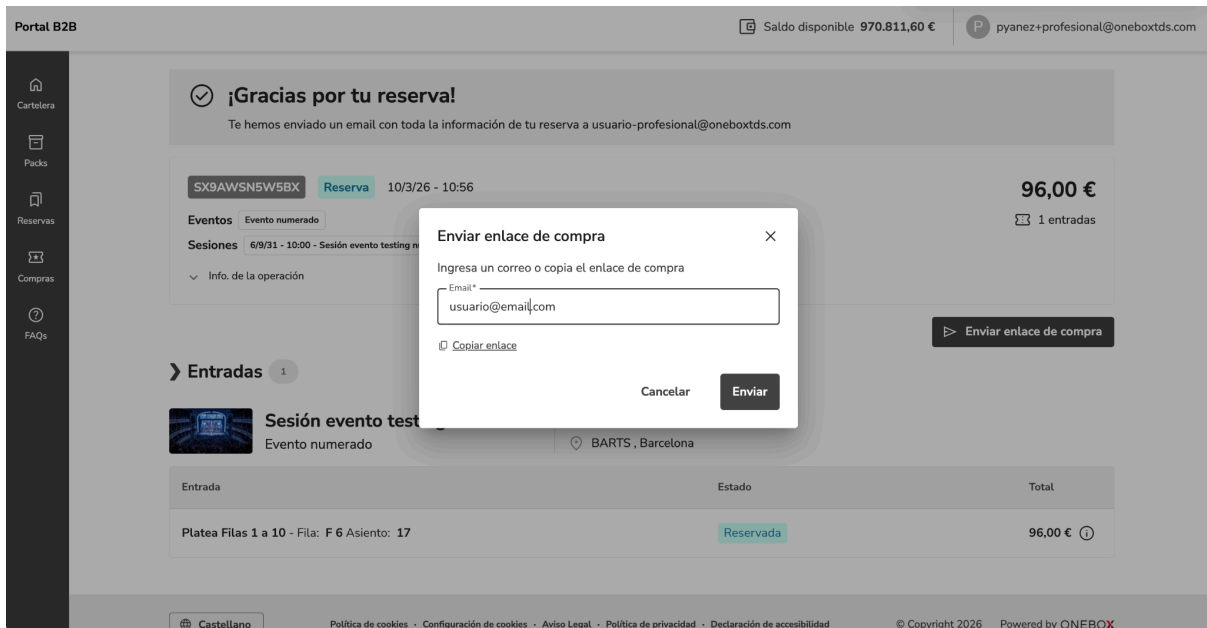 Portal B2B
Saldo disponible 970.811,60 €
P pyanez+profesional@oneboxtds.com
Cartelera
Packs
Reservas
Compras
FAQs
¡Gracias por tu reserva!
Te hemos enviado un email con toda la información de tu reserva a usuario-profesional@oneboxtds.com
SX9AWSN5W5BX Reserva 10/3/26 - 10:56
96,00 €
Eventos Evento numerado
1 entradas
Sesiones 6/9/31 - 10:00 - Sesión evento testing
Info. de la operación
Enviar enlace de compra
Ingresa un correo o copia el enlace de compra
Email*
usuario@email.com
Copiar enlace
Cancelar Enviar
Enviar enlace de compra
Entradas 1
Sesión evento
Evento numerado
BARTS , Barcelona
Entrada Estado Total
Platea Filas 1 a 10 - Fila: F 6 Asiento: 17 Reservada 96,00 €
Castellano
Política de cookies · Configuración de cookies · Aviso Legal · Política de privacidad · Declaración de accesibilidad
© Copyright 2026 Powered by ONEBOX